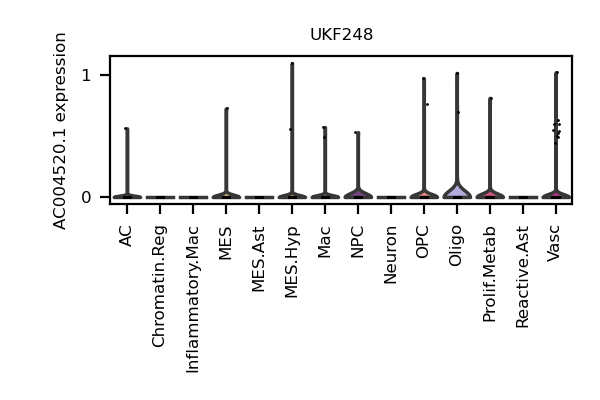 UKF248
AC004520.1 expression
1
0
AC
Chromatin.Reg
Inflammatory.Mac
MES
MES.Ast
MES.Hyp
Mac
NPC
Neuron
OPC
Oligo
Prolif.Metab
Reactive.Ast
Vasc